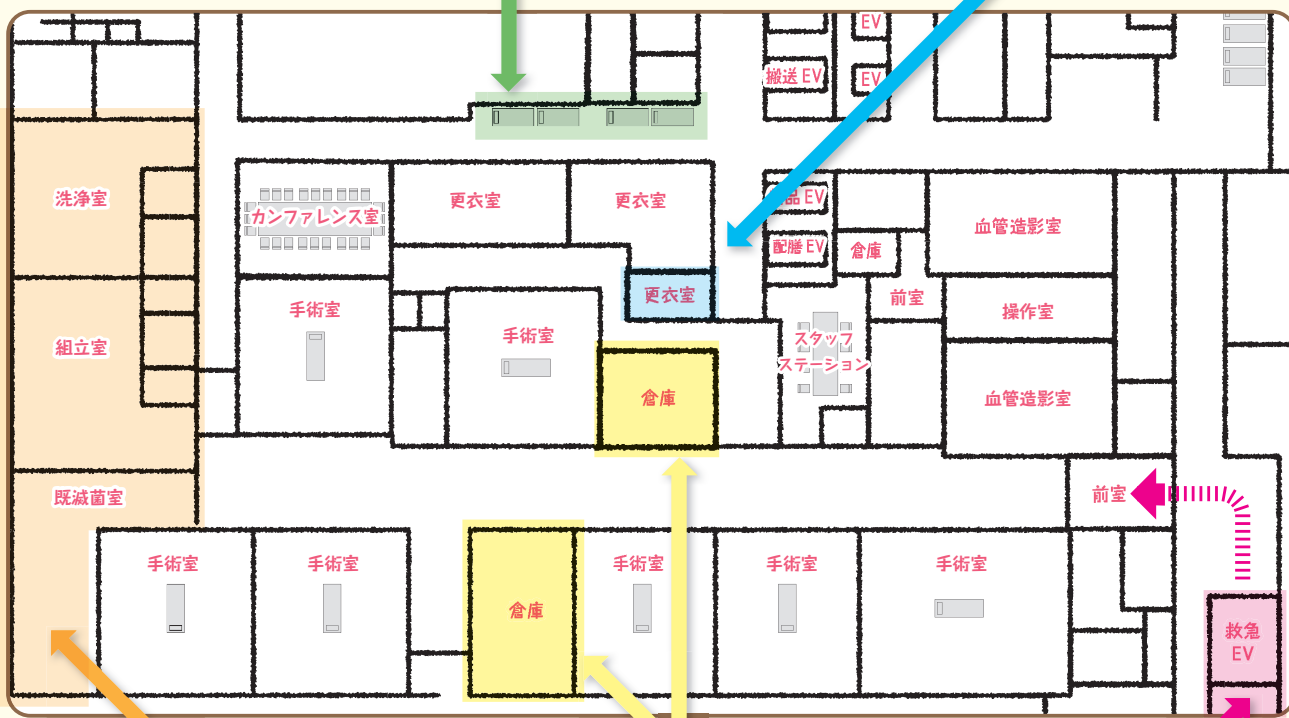 EV
搬送 EV
EV
洗浄室
カンファレンス室
更衣室
更衣室
品 EV
配膳 EV
倉庫
血管造影室
前室
操作室
更衣室
手術室
手術室
組立室
スタッフ
ステーション
倉庫
血管造影室
既滅菌室
前室
手術室
手術室
倉庫
手術室
手術室
手術室
救急
EV